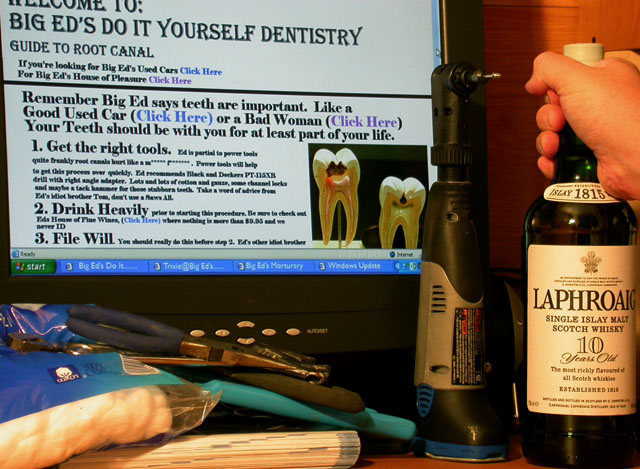 WELCOME TO:
BIG ED'S DO IT YOURSELF DENTISTRY
GUIDE TO ROOT CANAL
If you're looking for Big Ed's Used Cars Click Here
For Big Ed's House of Pleasure Click Here
Remember Big Ed says teeth are important. Like a
Good Used Car (Click Here) or a Bad Woman (Click Here)
Your Teeth should be with you for at least part of your life.
1. Get the right tools. Ed is partial to power tools
quite frankly root canals hurt like a m***** f*******. Power tools will help
to get this process over quickly. Ed recommends Black and Deckers PT-115XR
drill with right angle adapter. Lots and lots of cotton and gauze, some channel locks
and maybe a tack hammer for those stubborn teeth. Take a word of advice from
Ed's idiot brother Tom, don't use a Saws All.
2. Drink Heavily prior to starting this procedure. Be sure to check out
Eds House of Fine Wines, (Click Here) where nothing is more than $0.95 and we
never ID
3. File Will. You should really do this before step 2. Ed's other idiot brother
Ready
Internet
start
Big Ed's Do Is......
Trixie@Big Ed's.....
Big Ed's Mortursry
Windows Update
AUTO/SET
ISLAY 1815
LAPHROAIG
SINGLE ISLAY MALT
SCOTCH WHISKY
10
Years Old
The most richly flavoured of
all Scotch whiskies
ESTABLISHED 1815